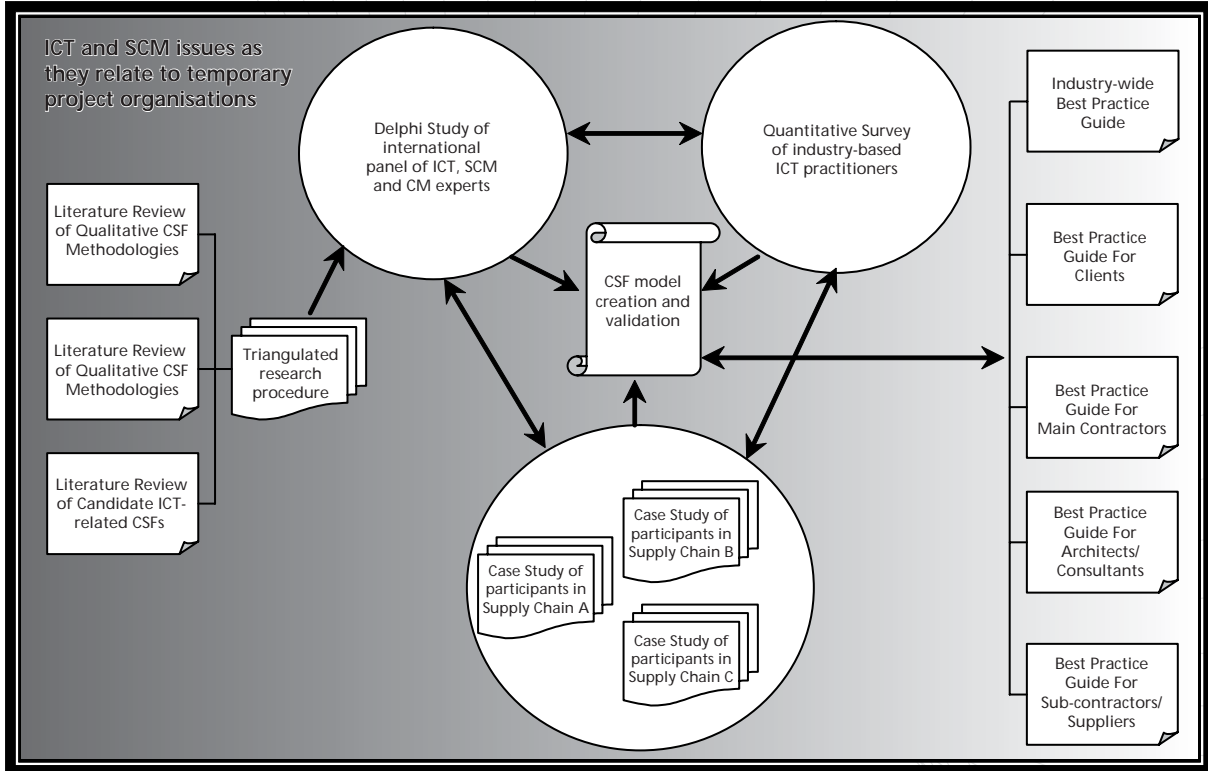 ICT and SCM issues as
they relate to temporary
project organisations
Literature Review
of Qualitative CSF
Methodologies
Literature Review
of Qualitative CSF
Methodologies
Literature Review
of Candidate ICT-
related CSFs
Triangulated
research
procedure
Delphi Study of
international
panel of ICT, SCM
and CM experts
Quantitative Survey
of industry-based
ICT practitioners
CSF model
creation and
validation
Case Study of
participants in
Supply Chain A
Case Study of
participants in
Supply Chain B
Case Study of
participants in
Supply Chain C
Industry-wide
Best Practice
Guide
Best Practice
Guide For
Clients
Best Practice
Guide For
Main Contractors
Best Practice
Guide For
Architects/
Consultants
Best Practice
Guide For
Sub-contractors/
Suppliers